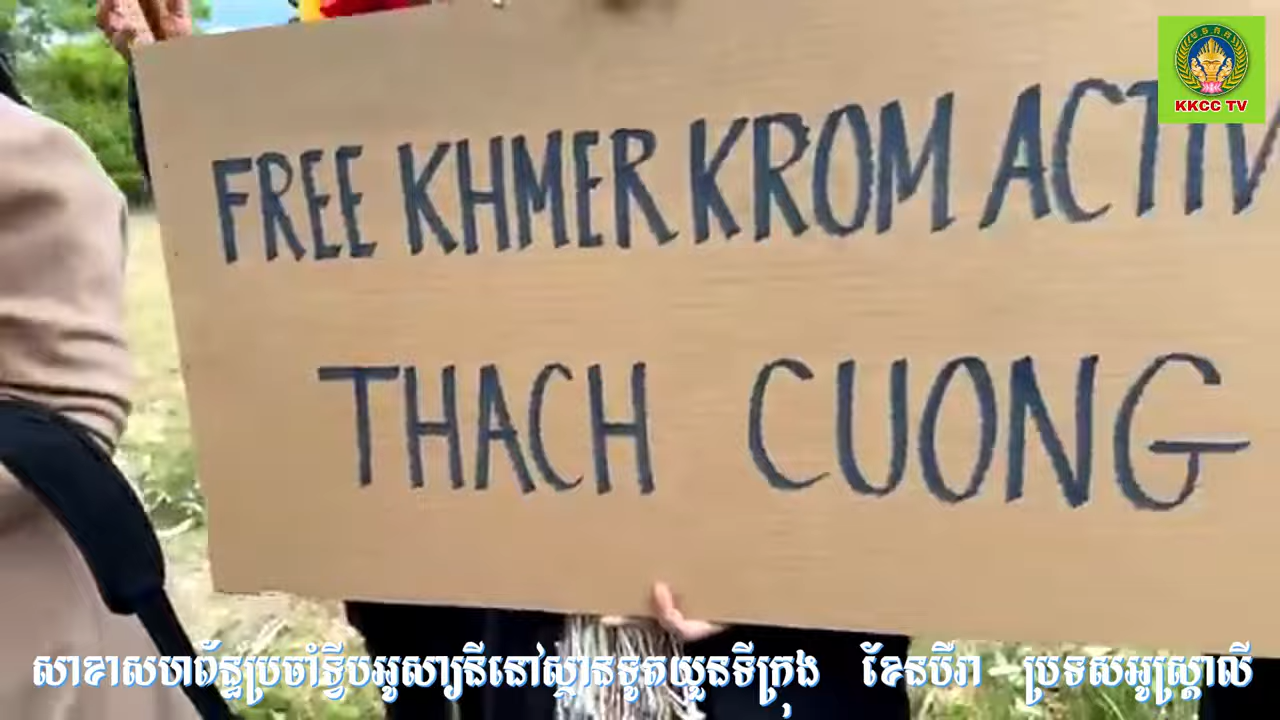 KKCC TV
FREE KHMER KROM ACTIV
THACH CUONG
សាខាសហព័ន្ធប្រចាំទ្វីបអូសានីនៅស្ថានទូតយួនទីក្រុង ខែនបីរ៉ា ប្រទេសអូស្ត្រាលី